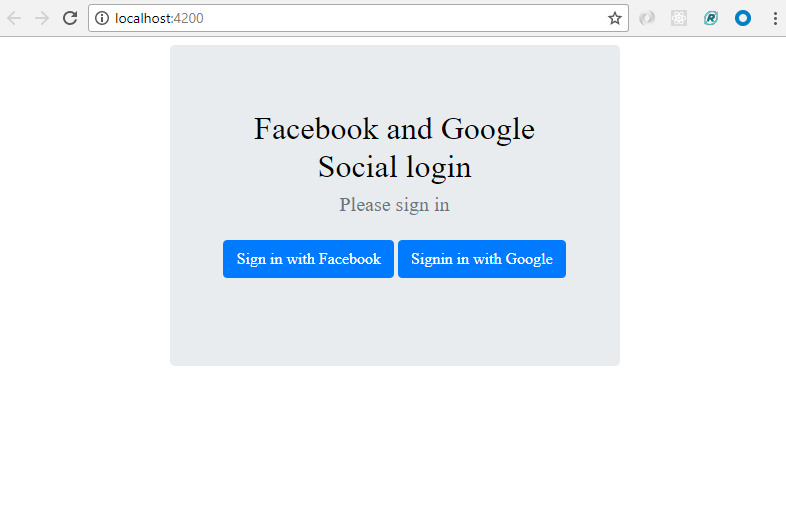 localhost:4200
Facebook and Google
Social login
Please sign in
Sign in with Facebook Signin in with Google